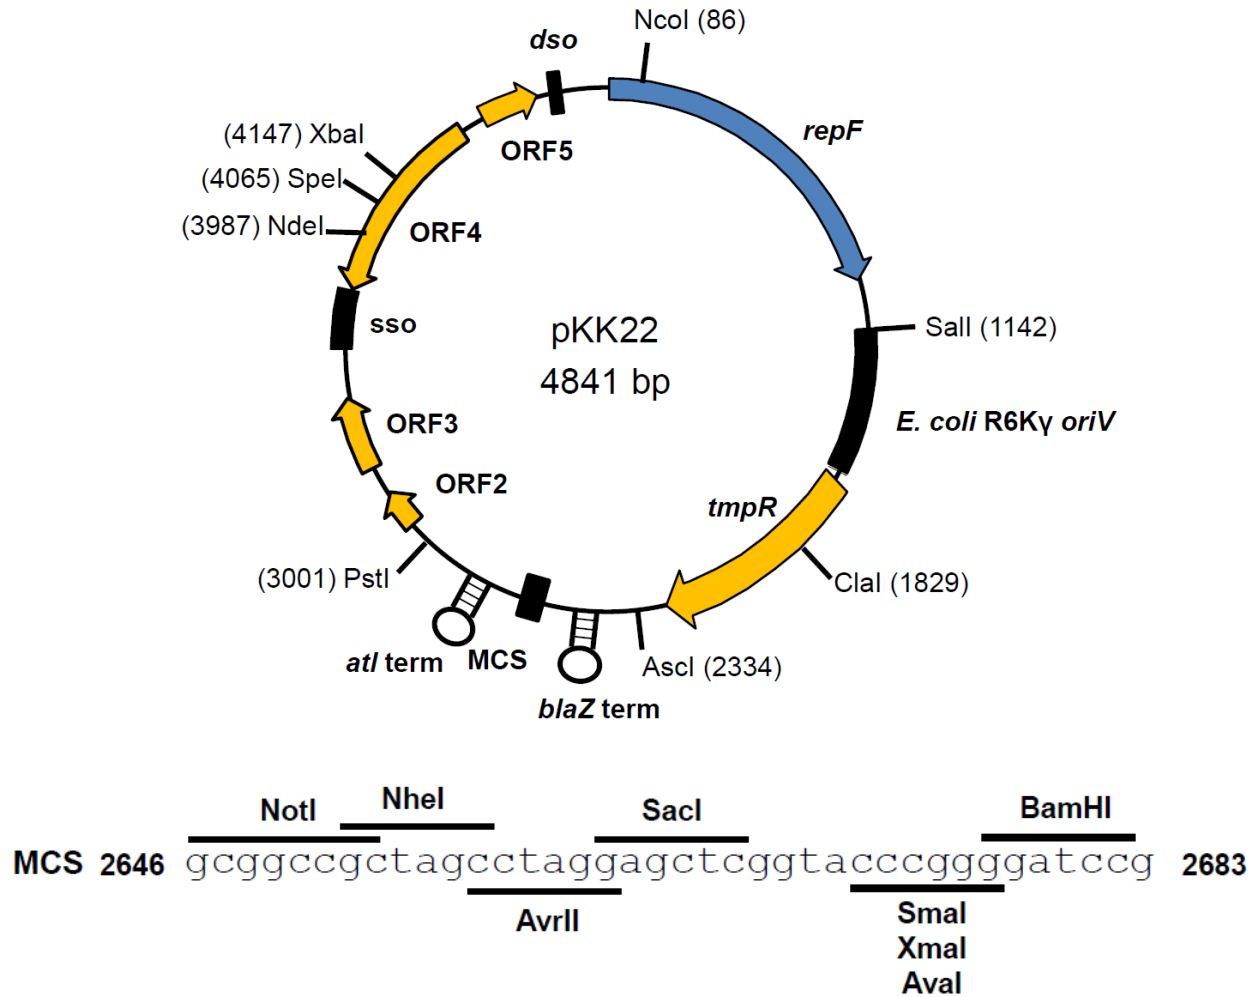 NcoI (86)
dso
repF
(4147) XbaI
ORF5
(4065) SpeI
(3987) NdeI
ORF4
sso
pKK22
4841 bp
SalI (1142)
E. coli R6Kγ oriV
ORF3
ORF2
tmpR
(3001) PstI
ClaI (1829)
atl term
MCS
AscI (2334)
blaZ term
NotI
NheI
SacI
BamHI
MCS 2646 gcggccgctagcctaggagctcggtacccggggatccg 2683
AvrII
SmaI
XmaI
AvaI